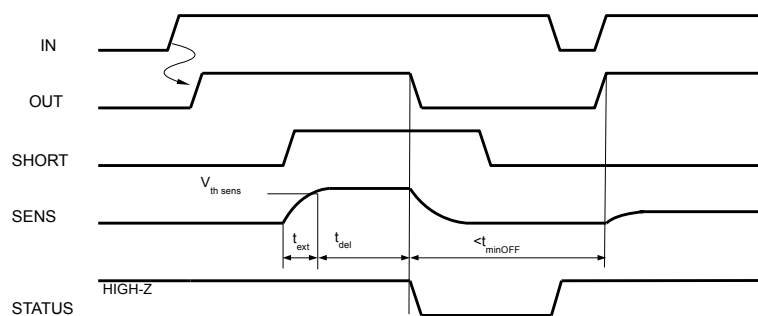 IN
OUT
SHORT
V th sens
SENS
t ext
t del
<t minOFF
HIGH-Z
STATUS